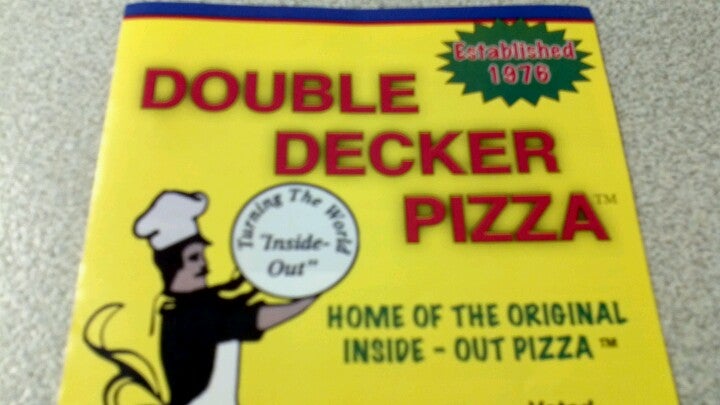 Established
1976
DOUBLE
DECKER
PIZZA™
Turning The World
"Inside-
Out"
HOME OF THE ORIGINAL
INSIDE - OUT PIZZA™